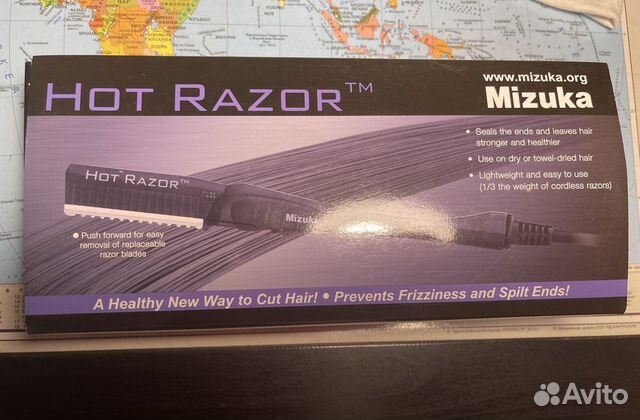 HOT RAZOR™
www.mizuka.org
Mizuka
• Seals the ends and leaves hair
stronger and healthier
• Use on dry or towel-dried hair
• Lightweight and easy to use
(1/3 the weight of cordless razors)
HOT RAZOR™
Mizuka
• Push forward for easy
removal of replaceable
razor blades
A Healthy New Way to Cut Hair! • Prevents Frizziness and Spilt Ends!
Avito